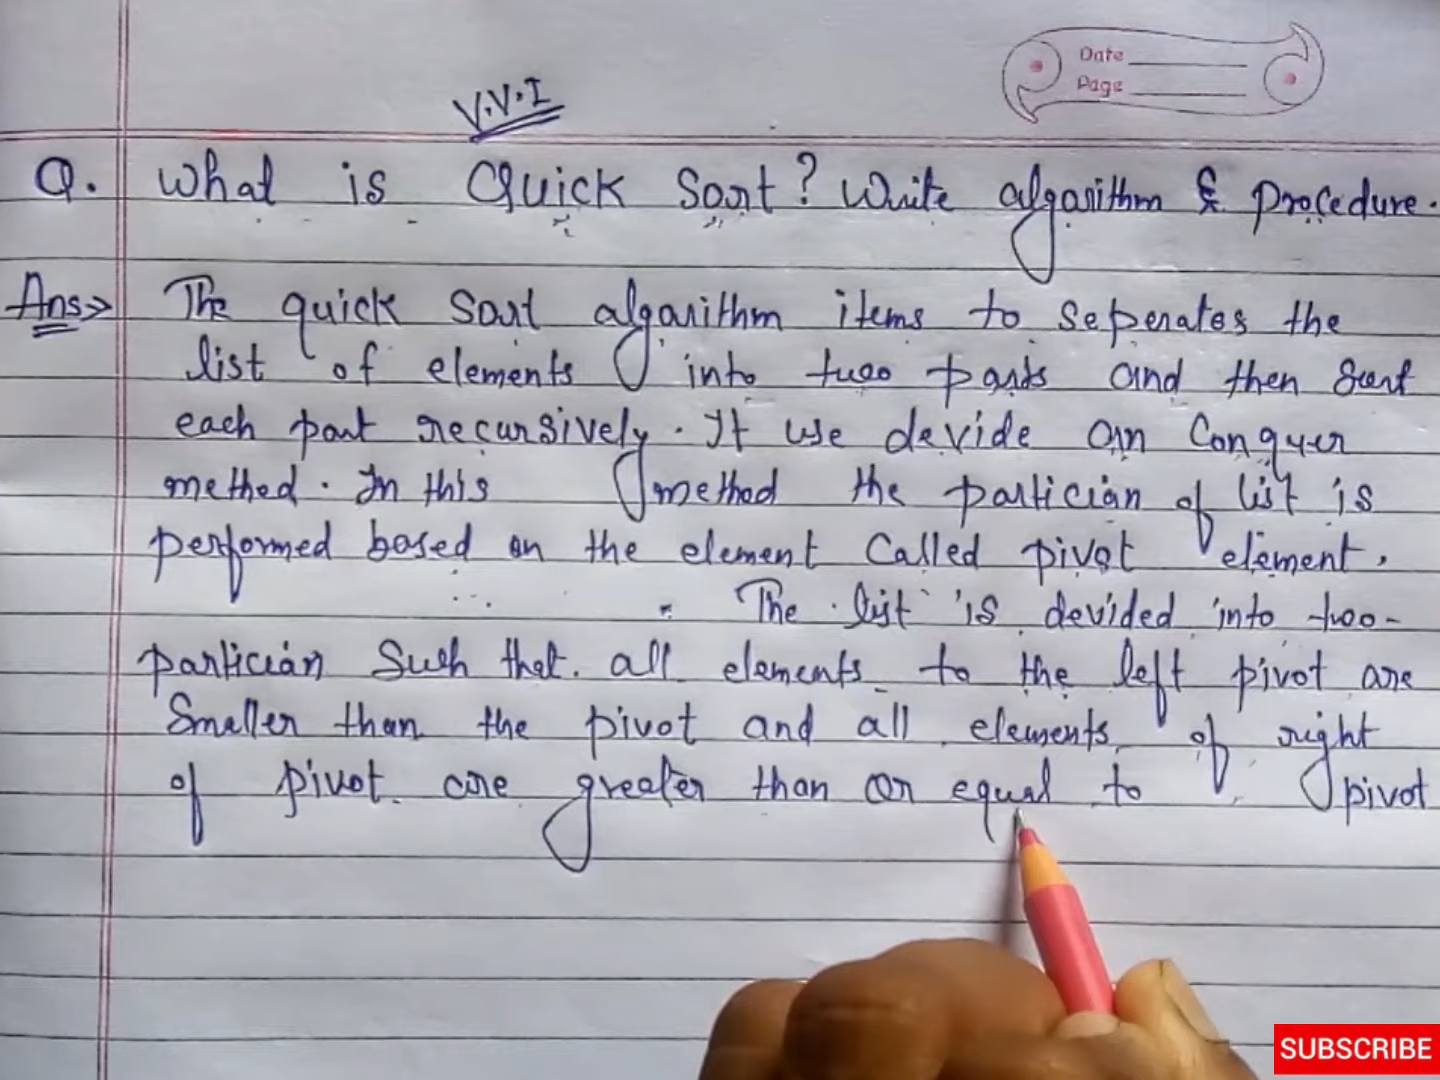 Date
Page
V.V.I
Q. What is Quick Sort? Write algorithm & procedure.
Ans> The quick Sort algorithm items to seperates the
list of elements into two parts and then Sort
each part recursively. It use devide an Conquer
method. In this method the partician of list is
performed based on the element Called pivot element.
The list is devided into two-
partician Such that all elements to the left pivot are
Smaller than the pivot and all elements of right
of pivot are greater than or equal to pivot
SUBSCRIBE